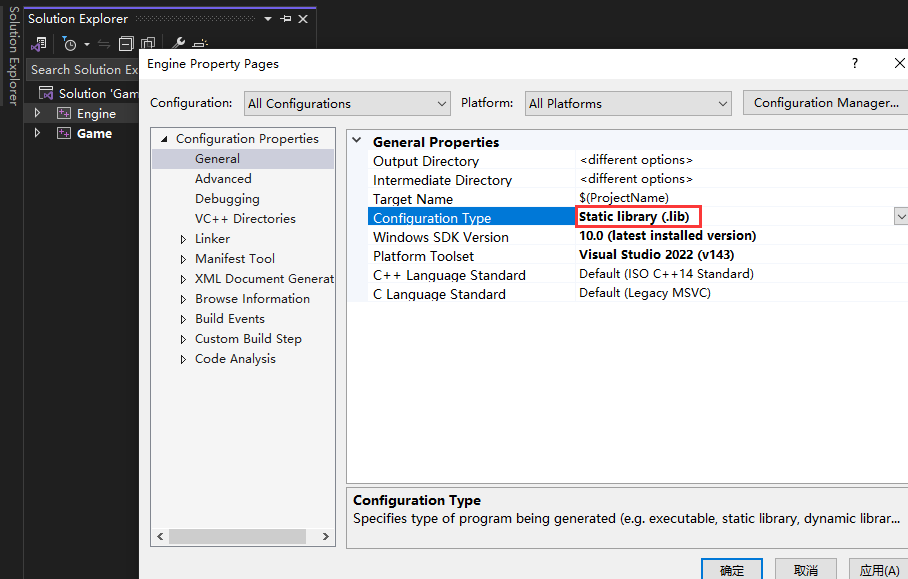 Solution Explorer
Solution Explorer
Search Solution Ex
Solution 'Gam
Engine
Game
Engine Property Pages
?
Configuration: All Configurations Platform: All Platforms Configuration Manager...
Configuration Properties
General
Advanced
Debugging
VC++ Directories
Linker
Manifest Tool
XML Document Generat
Browse Information
Build Events
Custom Build Step
Code Analysis
General Properties
Output Directory <different options>
Intermediate Directory <different options>
Target Name $(ProjectName)
Configuration Type Static library (.lib)
Windows SDK Version 10.0 (latest installed version)
Platform Toolset Visual Studio 2022 (v143)
C++ Language Standard Default (ISO C++14 Standard)
C Language Standard Default (Legacy MSVC)
Configuration Type
Specifies type of program being generated (e.g. executable, static library, dynamic librar...
确定 取消 应用(A)